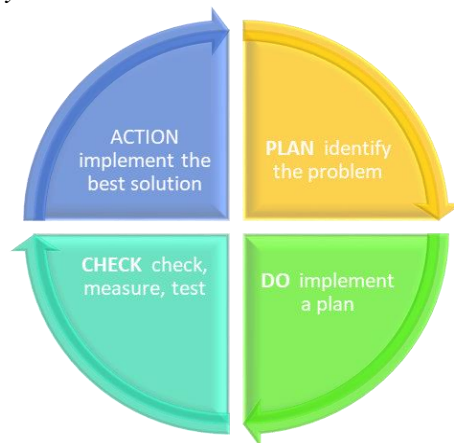 ACTION
implement the
best solution
PLAN identify
the problem
CHECK check,
measure, test
DO implement
a plan